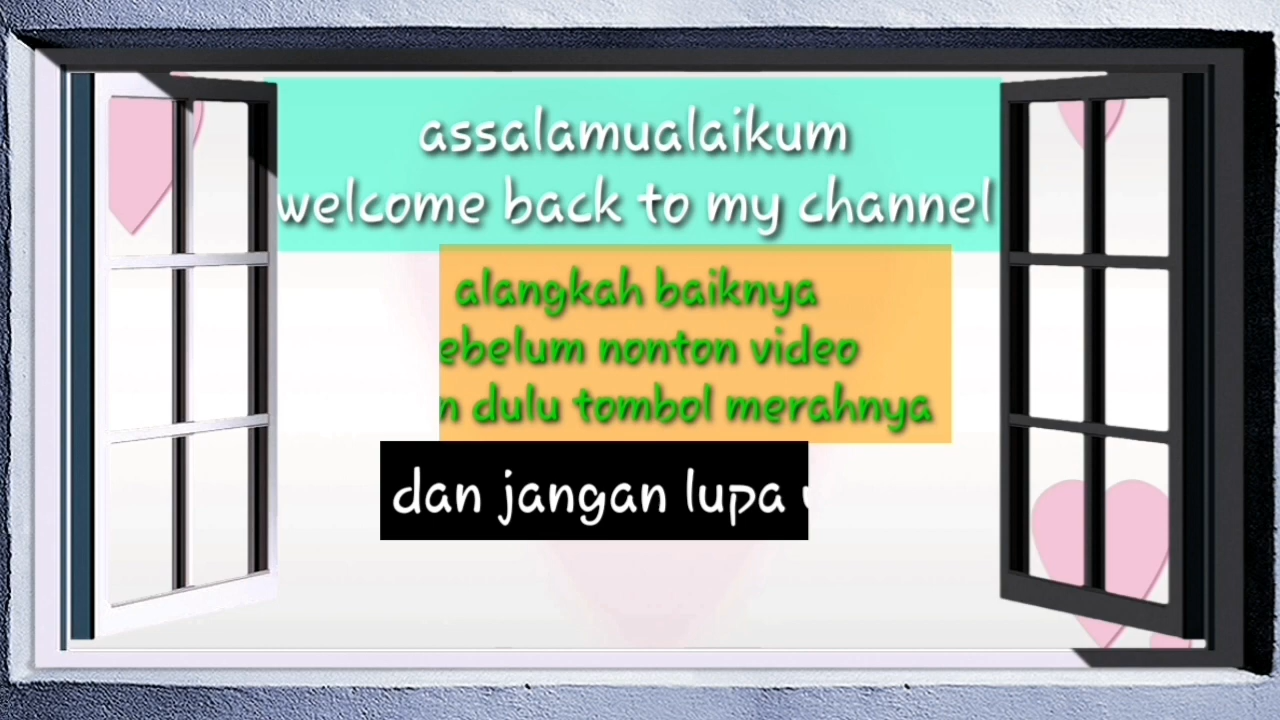 assalamualaikum
welcome back to my channel
alangkah baiknya
ebelum nonton video
n dulu tombol merahnya
dan jangan lupa